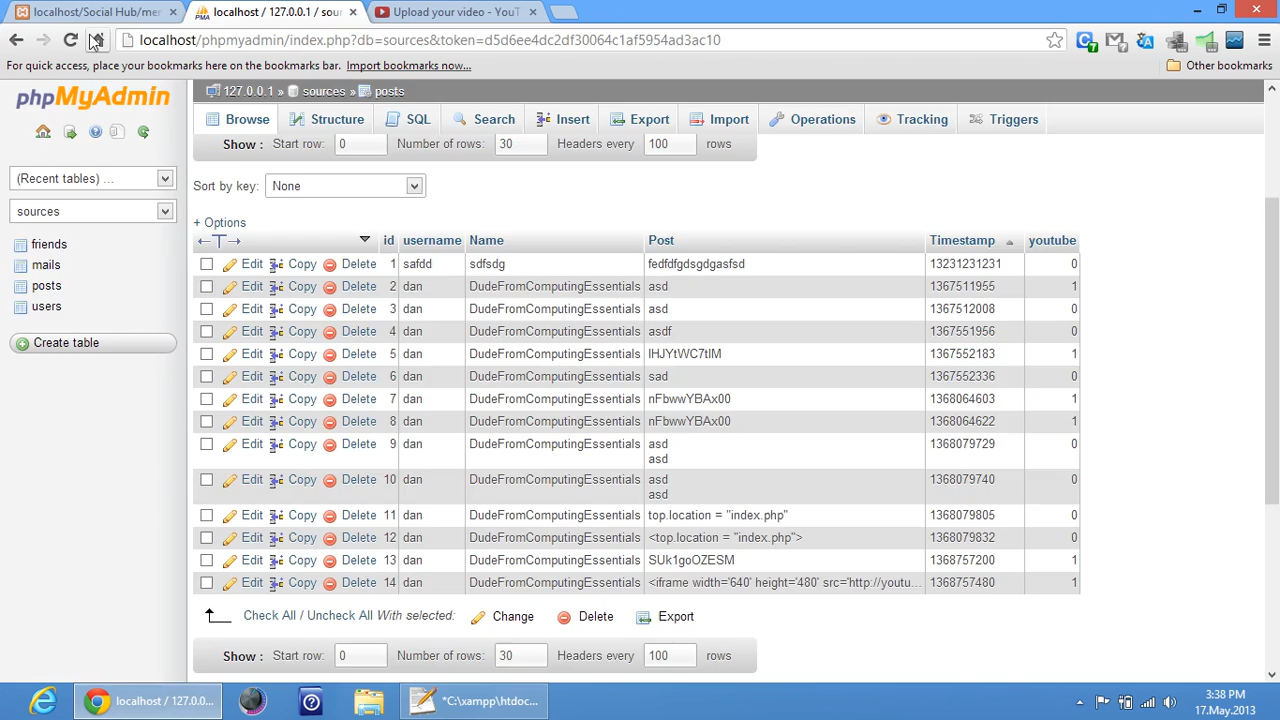 localhost/Social Hub/mer
localhost / 127.0.0.1 / sour
Upload your video - YouT
localhost/phpmyadmin/index.php?db=sources&token=d5d6ee4dc2df30064c1af5954ad3ac10
For quick access, place your bookmarks here on the bookmarks bar. Import bookmarks now...
Other bookmarks
phpMyAdmin
(Recent tables) ...
sources
friends
mails
posts
users
Create table
127.0.0.1 » sources » posts
Browse Structure SQL Search Insert Export Import Operations Tracking Triggers
Show : Start row: 0 Number of rows: 30 Headers every 100 rows
Sort by key: None
+ Options
←T→ id username Name Post Timestamp youtube
Edit Copy Delete 1 safdd sdfsdg fedfdfgdsgdgasfsd 13231231231 0
Edit Copy Delete 2 dan DudeFromComputingEssentials asd 1367511955 1
Edit Copy Delete 3 dan DudeFromComputingEssentials asd 1367512008 0
Edit Copy Delete 4 dan DudeFromComputingEssentials asdf 1367551956 0
Edit Copy Delete 5 dan DudeFromComputingEssentials IHJYtWC7tIM 1367552183 1
Edit Copy Delete 6 dan DudeFromComputingEssentials sad 1367552336 0
Edit Copy Delete 7 dan DudeFromComputingEssentials nFbwwYBAx00 1368064603 1
Edit Copy Delete 8 dan DudeFromComputingEssentials nFbwwYBAx00 1368064622 1
Edit Copy Delete 9 dan DudeFromComputingEssentials asd 1368079729 0
asd
Edit Copy Delete 10 dan DudeFromComputingEssentials asd 1368079740 0
asd
Edit Copy Delete 11 dan DudeFromComputingEssentials top.location = "index.php" 1368079805 0
Edit Copy Delete 12 dan DudeFromComputingEssentials <top.location = "index.php"> 1368079832 0
Edit Copy Delete 13 dan DudeFromComputingEssentials SUk1goOZESM 1368757200 1
Edit Copy Delete 14 dan DudeFromComputingEssentials <iframe width='640' height='480' src='http://youtu... 1368757480 1
Check All / Uncheck All With selected: Change Delete Export
Show : Start row: 0 Number of rows: 30 Headers every 100 rows
localhost / 127.0.0...
*C:\xampp\htdoc...
3:38 PM
17.May.2013